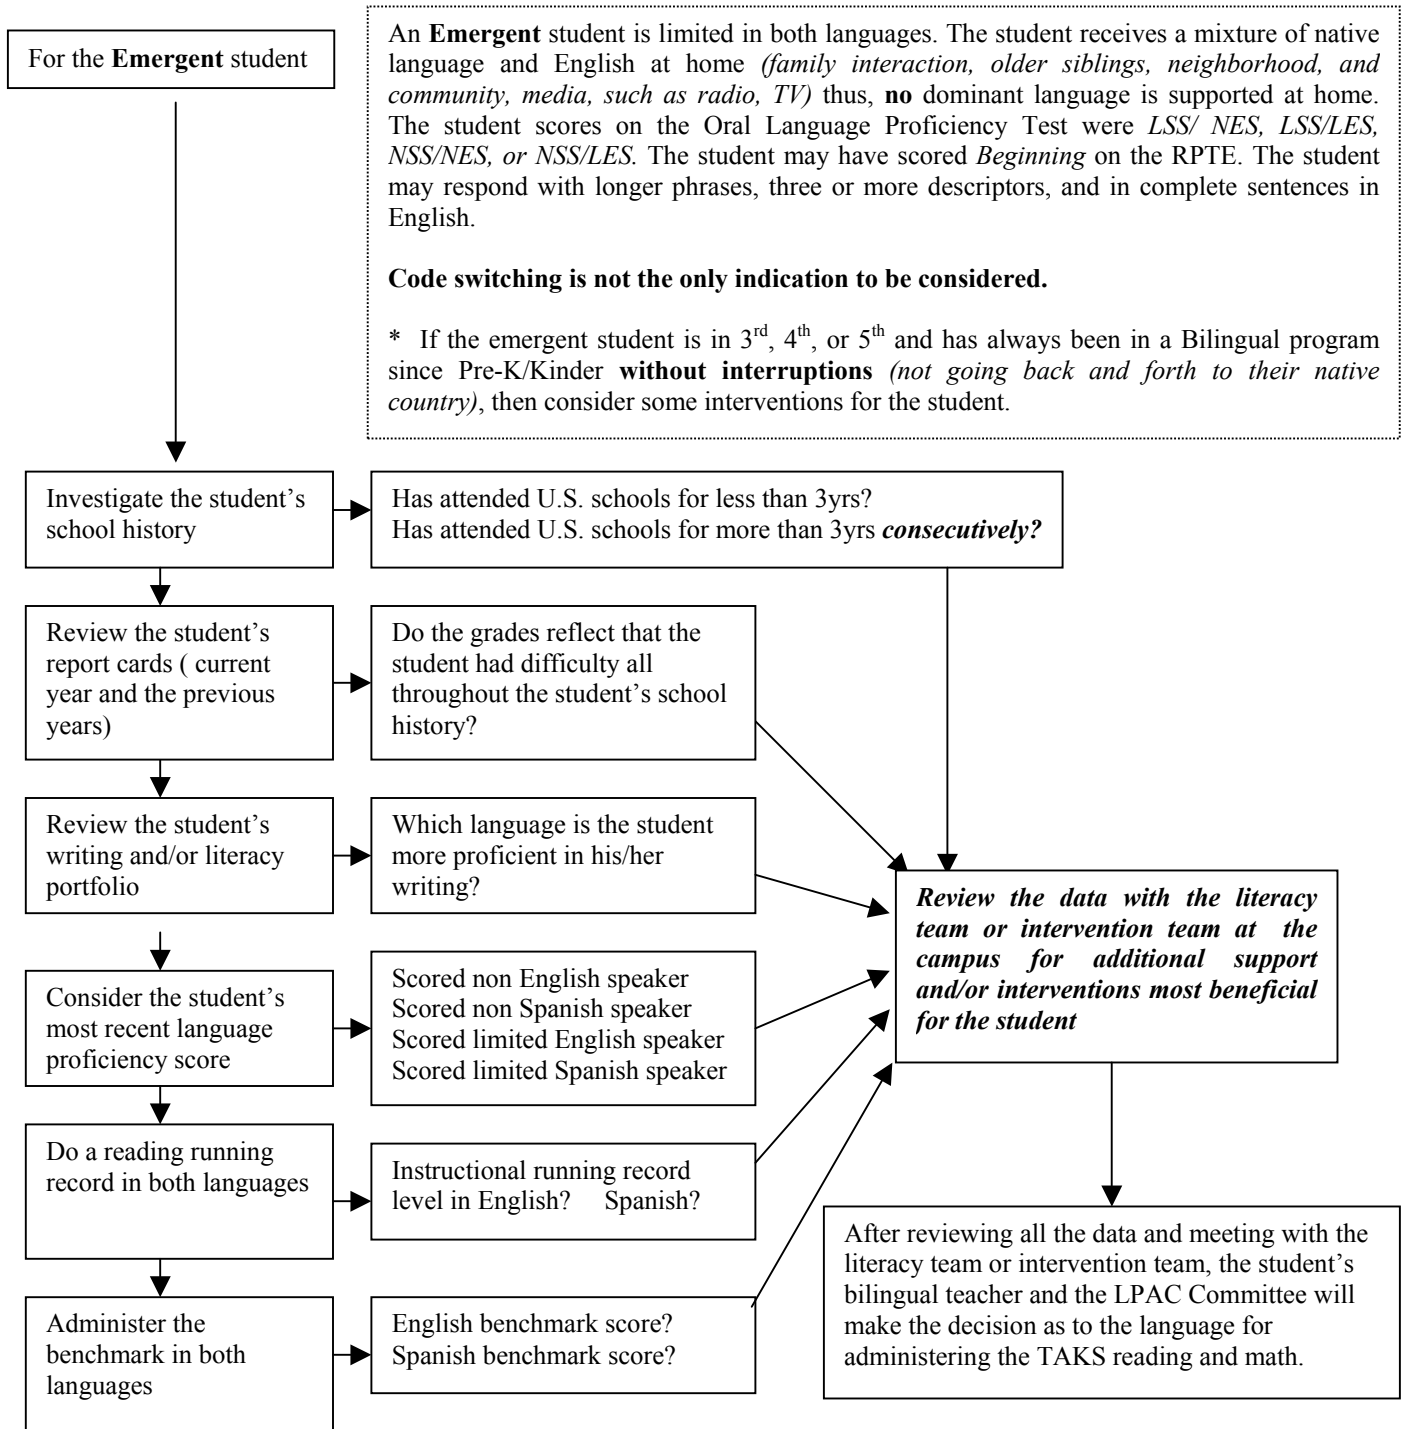 For the Emergent student
An Emergent student is limited in both languages. The student receives a mixture of native
language and English at home (family interaction, older siblings, neighborhood, and
community, media, such as radio, TV) thus, no dominant language is supported at home.
The student scores on the Oral Language Proficiency Test were LSS/ NES, LSS/LES,
NSS/NES, or NSS/LES. The student may have scored Beginning on the RPTE. The student
may respond with longer phrases, three or more descriptors, and in complete sentences in
English.
Code switching is not the only indication to be considered.
* If the emergent student is in 3rd, 4th, or 5th and has always been in a Bilingual program
since Pre-K/Kinder without interruptions (not going back and forth to their native
country), then consider some interventions for the student.
Investigate the student's
school history
Has attended U.S. schools for less than 3yrs?
Has attended U.S. schools for more than 3yrs consecutively?
Review the student's
report cards ( current
year and the previous
years)
Do the grades reflect that the
student had difficulty all
throughout the student's school
history?
Review the student's
writing and/or literacy
portfolio
Which language is the student
more proficient in his/her
writing?
Review the data with the literacy
team or intervention team at the
campus for additional support
and/or interventions most beneficial
for the student
Consider the student's
most recent language
proficiency score
Scored non English speaker
Scored non Spanish speaker
Scored limited English speaker
Scored limited Spanish speaker
Do a reading running
record in both languages
Instructional running record
level in English? Spanish?
After reviewing all the data and meeting with the
literacy team or intervention team, the student's
bilingual teacher and the LPAC Committee will
make the decision as to the language for
administering the TAKS reading and math.
Administer the
benchmark in both
languages
English benchmark score?
Spanish benchmark score?